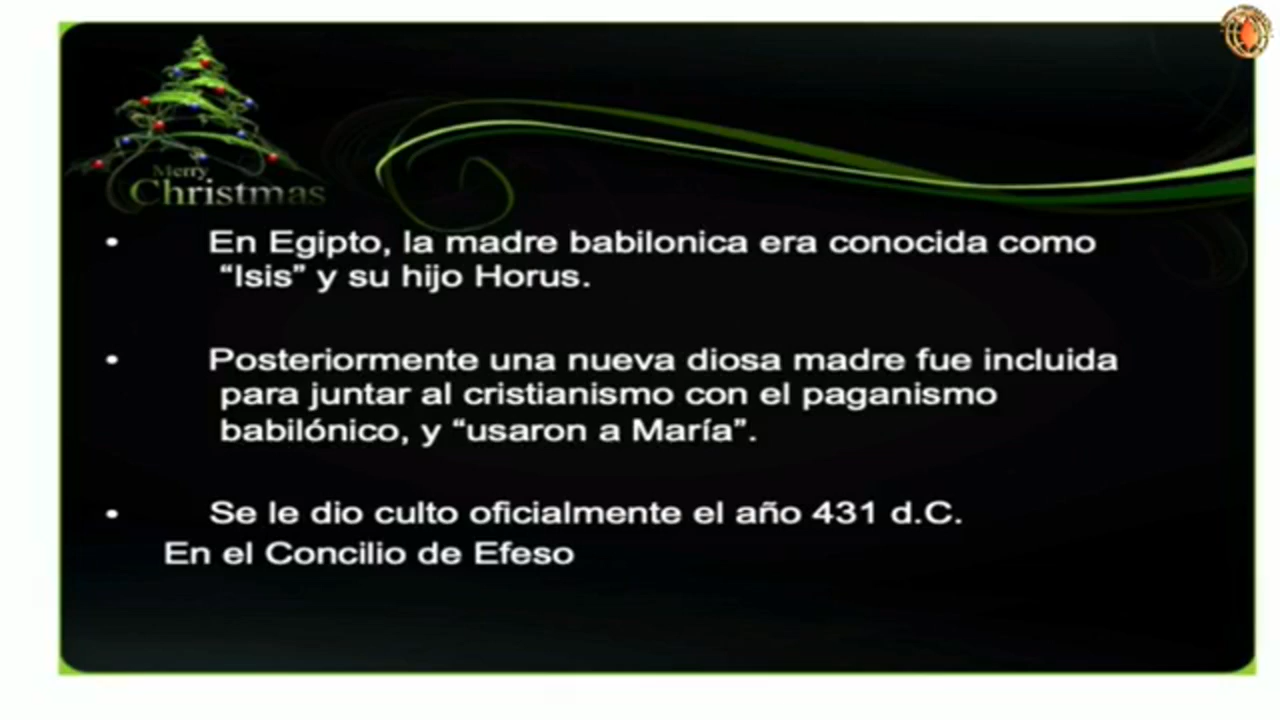 Merry
Christmas
• En Egipto, la madre babilonica era conocida como
“Isis” y su hijo Horus.
• Posteriormente una nueva diosa madre fue incluida
para juntar al cristianismo con el paganismo
babilónico, y “usaron a María”.
• Se le dio culto oficialmente el año 431 d.C.
En el Concilio de Efeso